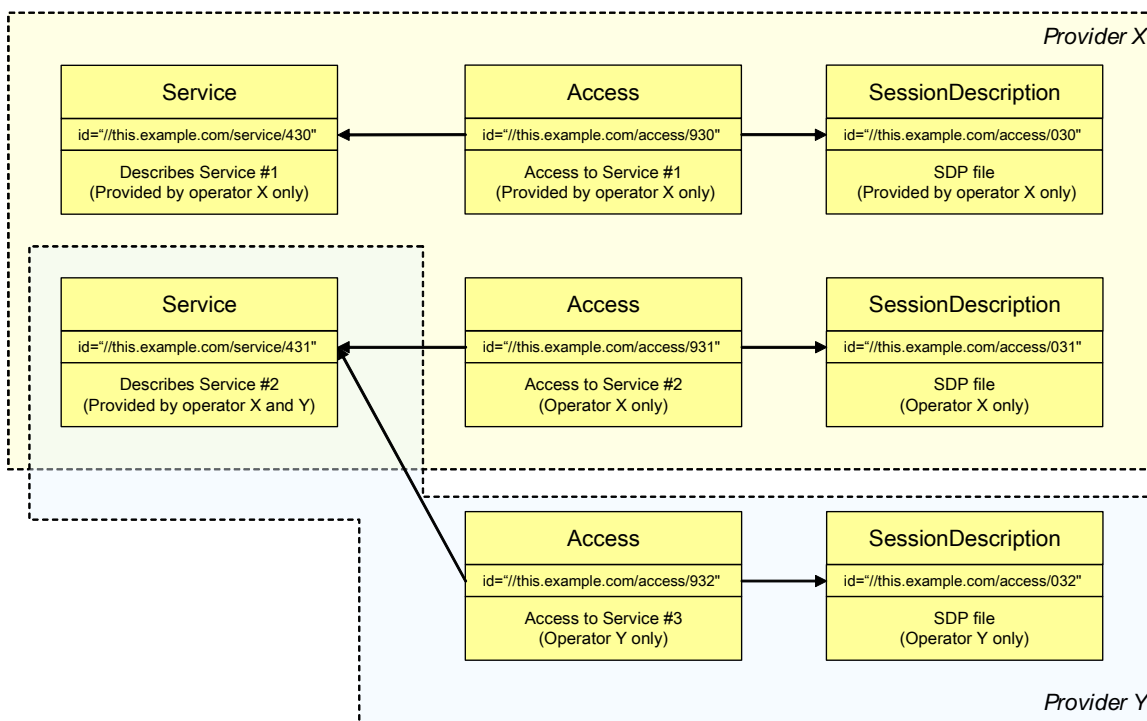 Provider X
Service
Access
SessionDescription
id=“//this.example.com/service/430"
id=“//this.example.com/access/930"
id=“//this.example.com/access/030"
Describes Service #1
(Provided by operator X only)
Access to Service #1
(Provided by operator X only)
SDP file
(Provided by operator X only)
Service
Access
SessionDescription
id=“//this.example.com/service/431"
id=“//this.example.com/access/931"
id=“//this.example.com/access/031"
Describes Service #2
(Provided by operator X and Y)
Access to Service #2
(Operator X only)
SDP file
(Operator X only)
Access
SessionDescription
id=“//this.example.com/access/932"
id=“//this.example.com/access/032"
Access to Service #3
(Operator Y only)
SDP file
(Operator Y only)
Provider Y